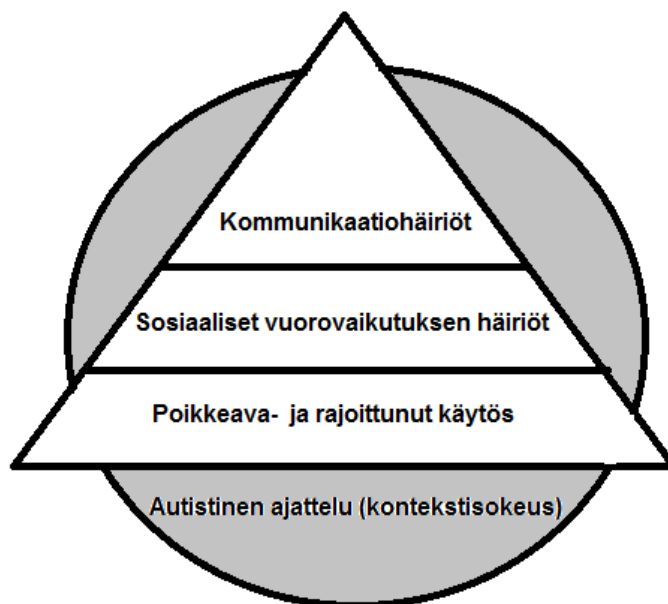 Kommunikaatiohäiriöt
Sosiaaliset vuorovaikutuksen häiriöt
Poikkeava- ja rajoittunut käytös
Autistinen ajattelu (kontekstisokeus)